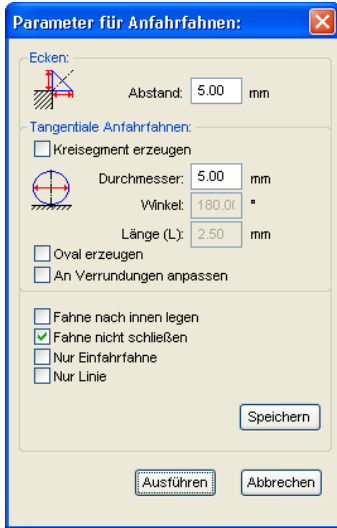 Parameter für Anfahrfahnen:
Ecken:
Abstand: 5.00 mm
Tangentiale Anfahrfahnen:
Kreisegment erzeugen
Durchmesser: 5.00 mm
Winkel: 180.0( °
Länge (L): 2.50 mm
Oval erzeugen
An Verrundungen anpassen
Fahne nach innen legen
Fahne nicht schließen
Nur Einfahrfahne
Nur Linie
Speichern
Ausführen Abbrechen